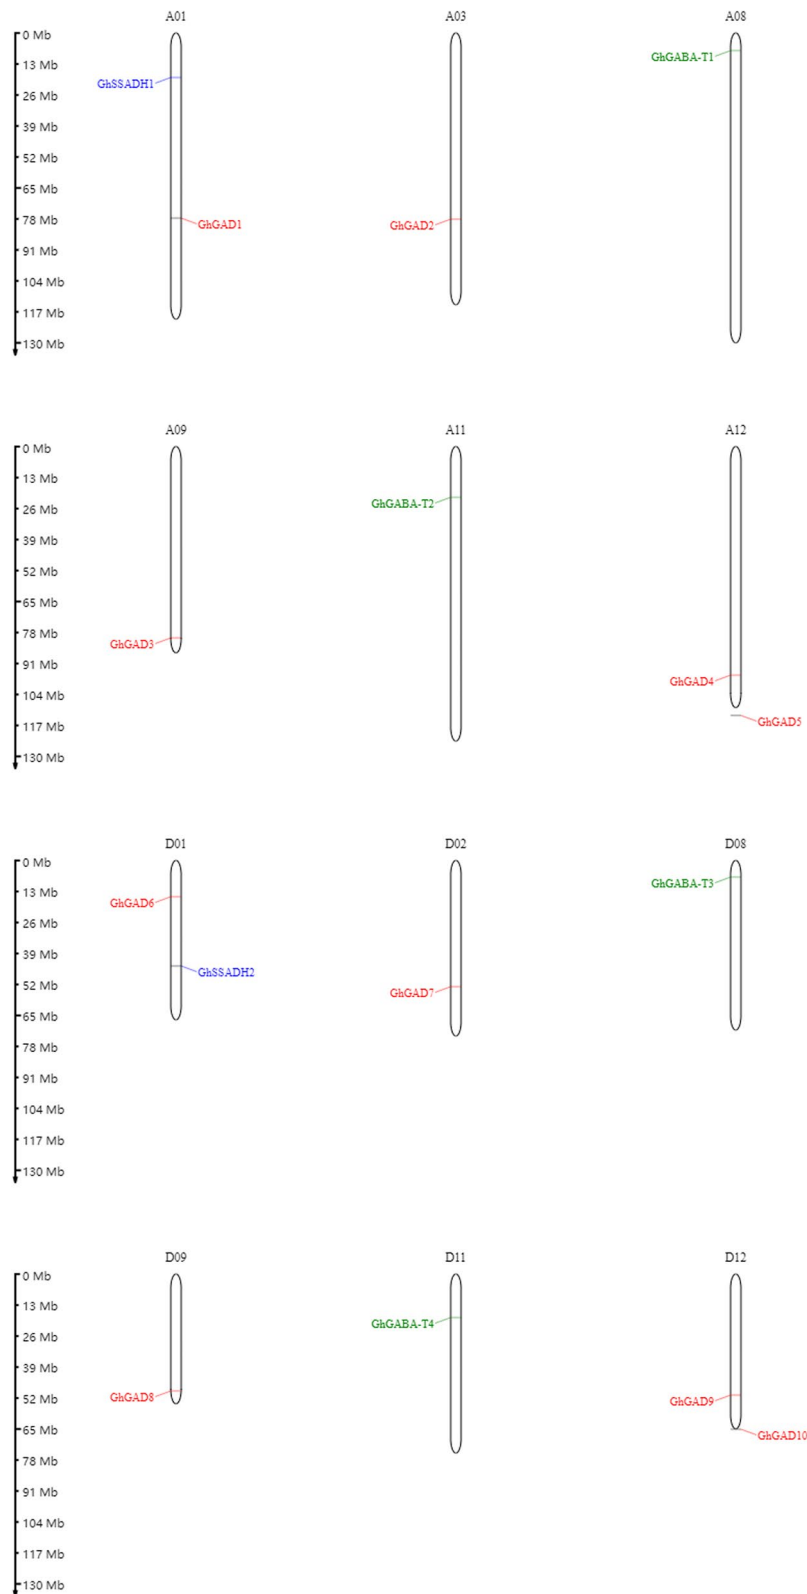 A01 A03 A08
0 Mb
GhGABA-T1
13 Mb
GhSSADH1
26 Mb
39 Mb
52 Mb
65 Mb
78 Mb
GhGAD1 GhGAD2
91 Mb
104 Mb
117 Mb
130 Mb
A09 A11 A12
0 Mb
13 Mb
GhGABA-T2
26 Mb
39 Mb
52 Mb
65 Mb
78 Mb
GhGAD3
91 Mb
GhGAD4
104 Mb
GhGAD5
117 Mb
130 Mb
D01 D02 D08
0 Mb
GhGABA-T3
13 Mb
GhGAD6
26 Mb
39 Mb
GhSSADH2
52 Mb
GhGAD7
65 Mb
78 Mb
91 Mb
104 Mb
117 Mb
130 Mb
D09 D11 D12
0 Mb
13 Mb
GhGABA-T4
26 Mb
39 Mb
52 Mb
GhGAD8 GhGAD9
65 Mb
GhGAD10
78 Mb
91 Mb
104 Mb
117 Mb
130 Mb